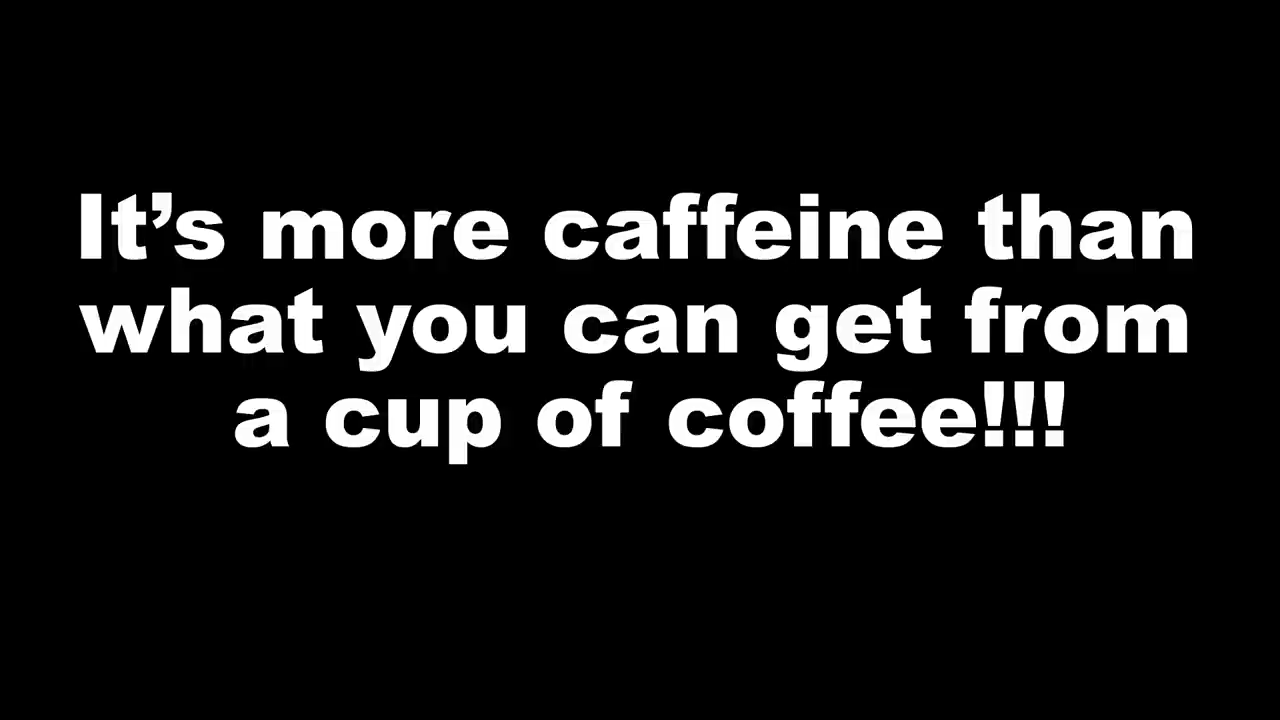 It’s more caffeine than
what you can get from
a cup of coffee!!!